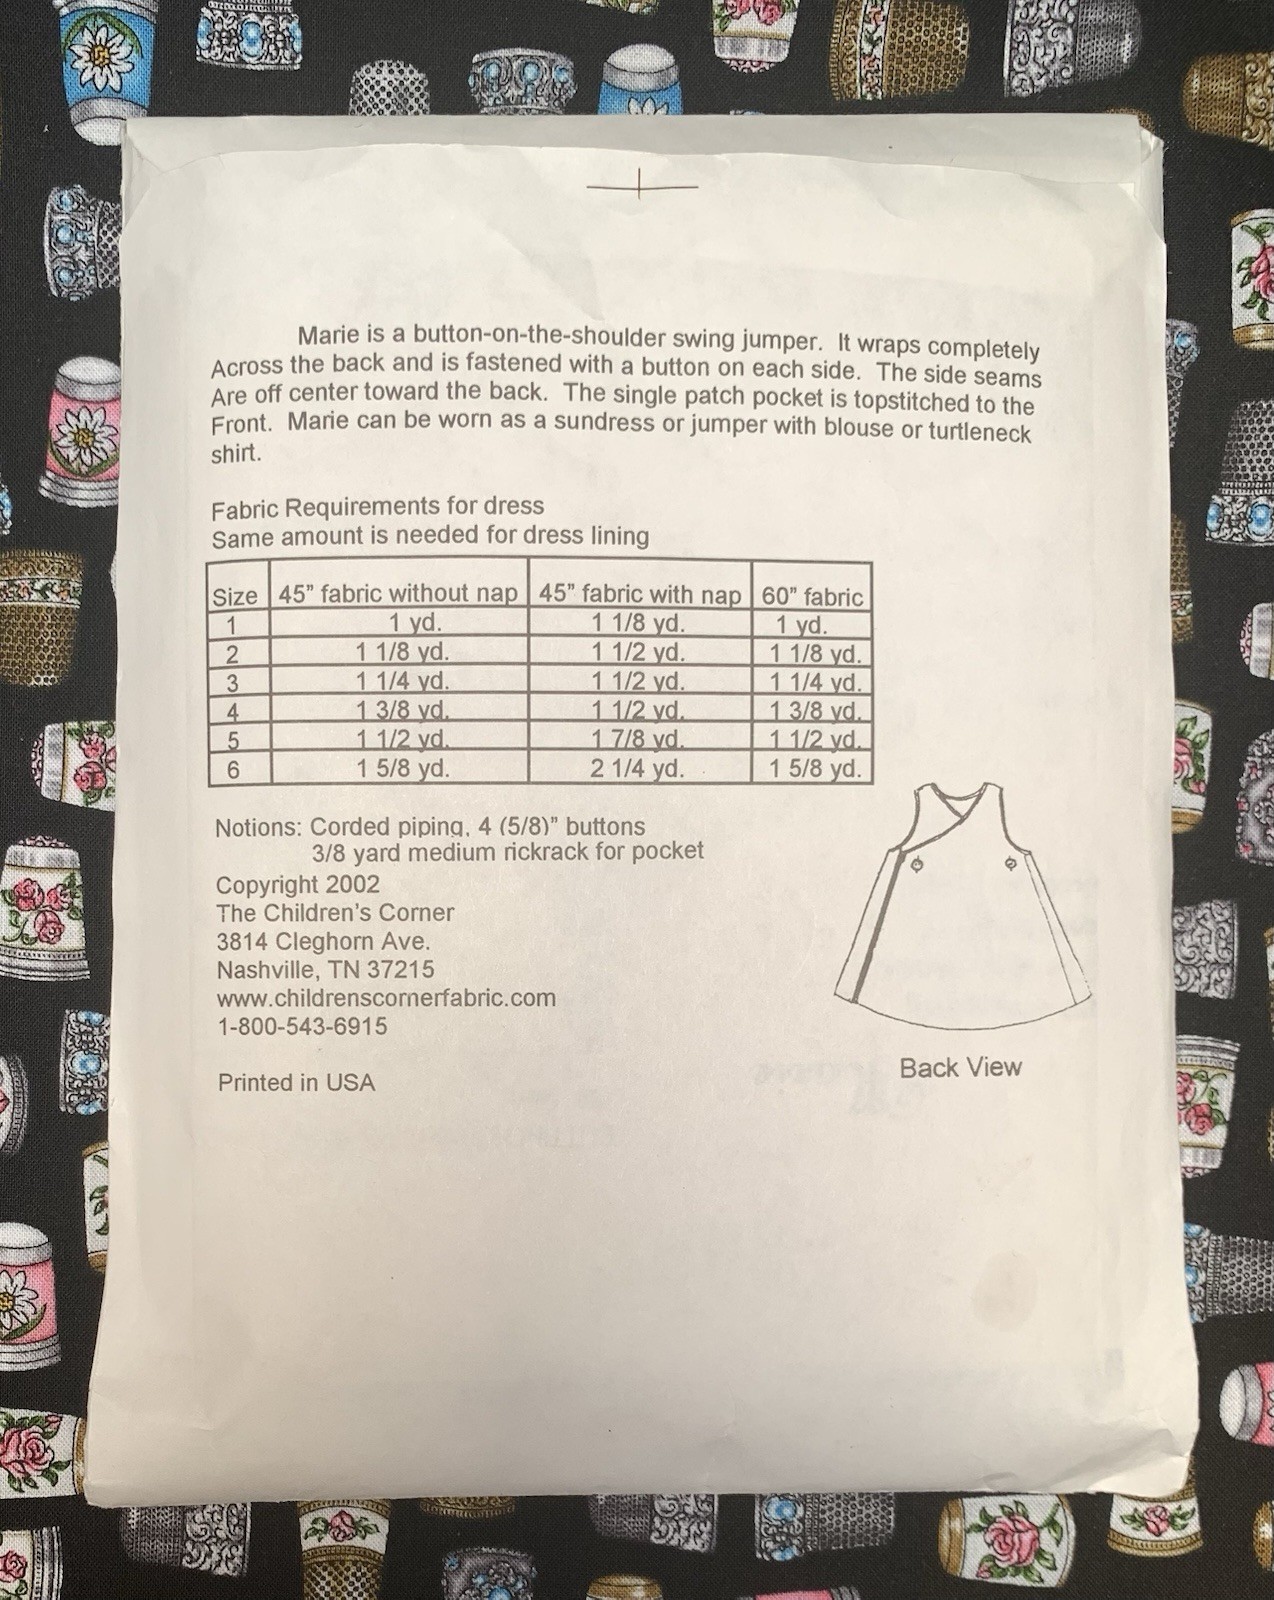 Marie is a button-on-the-shoulder swing jumper. It wraps completely
Across the back and is fastened with a button on each side. The side seams
Are off center toward the back. The single patch pocket is topstitched to the
Front. Marie can be worn as a sundress or jumper with blouse or turtleneck
shirt.
Fabric Requirements for dress
Same amount is needed for dress lining
Size 45” fabric without nap 45” fabric with nap 60” fabric
1 1 yd. 1 1/8 yd. 1 yd.
2 1 1/8 yd. 1 1/2 yd. 1 1/8 yd.
3 1 1/4 yd. 1 1/2 yd. 1 1/4 yd.
4 1 3/8 yd. 1 1/2 yd. 1 3/8 yd.
5 1 1/2 yd. 1 7/8 yd. 1 1/2 yd.
6 1 5/8 yd. 2 1/4 yd. 1 5/8 yd.
Notions: Corded piping, 4 (5/8)” buttons
3/8 yard medium rickrack for pocket
Copyright 2002
The Children’s Corner
3814 Cleghorn Ave.
Nashville, TN 37215
www.childrenscornerfabric.com
1-800-543-6915
Printed in USA
Back View